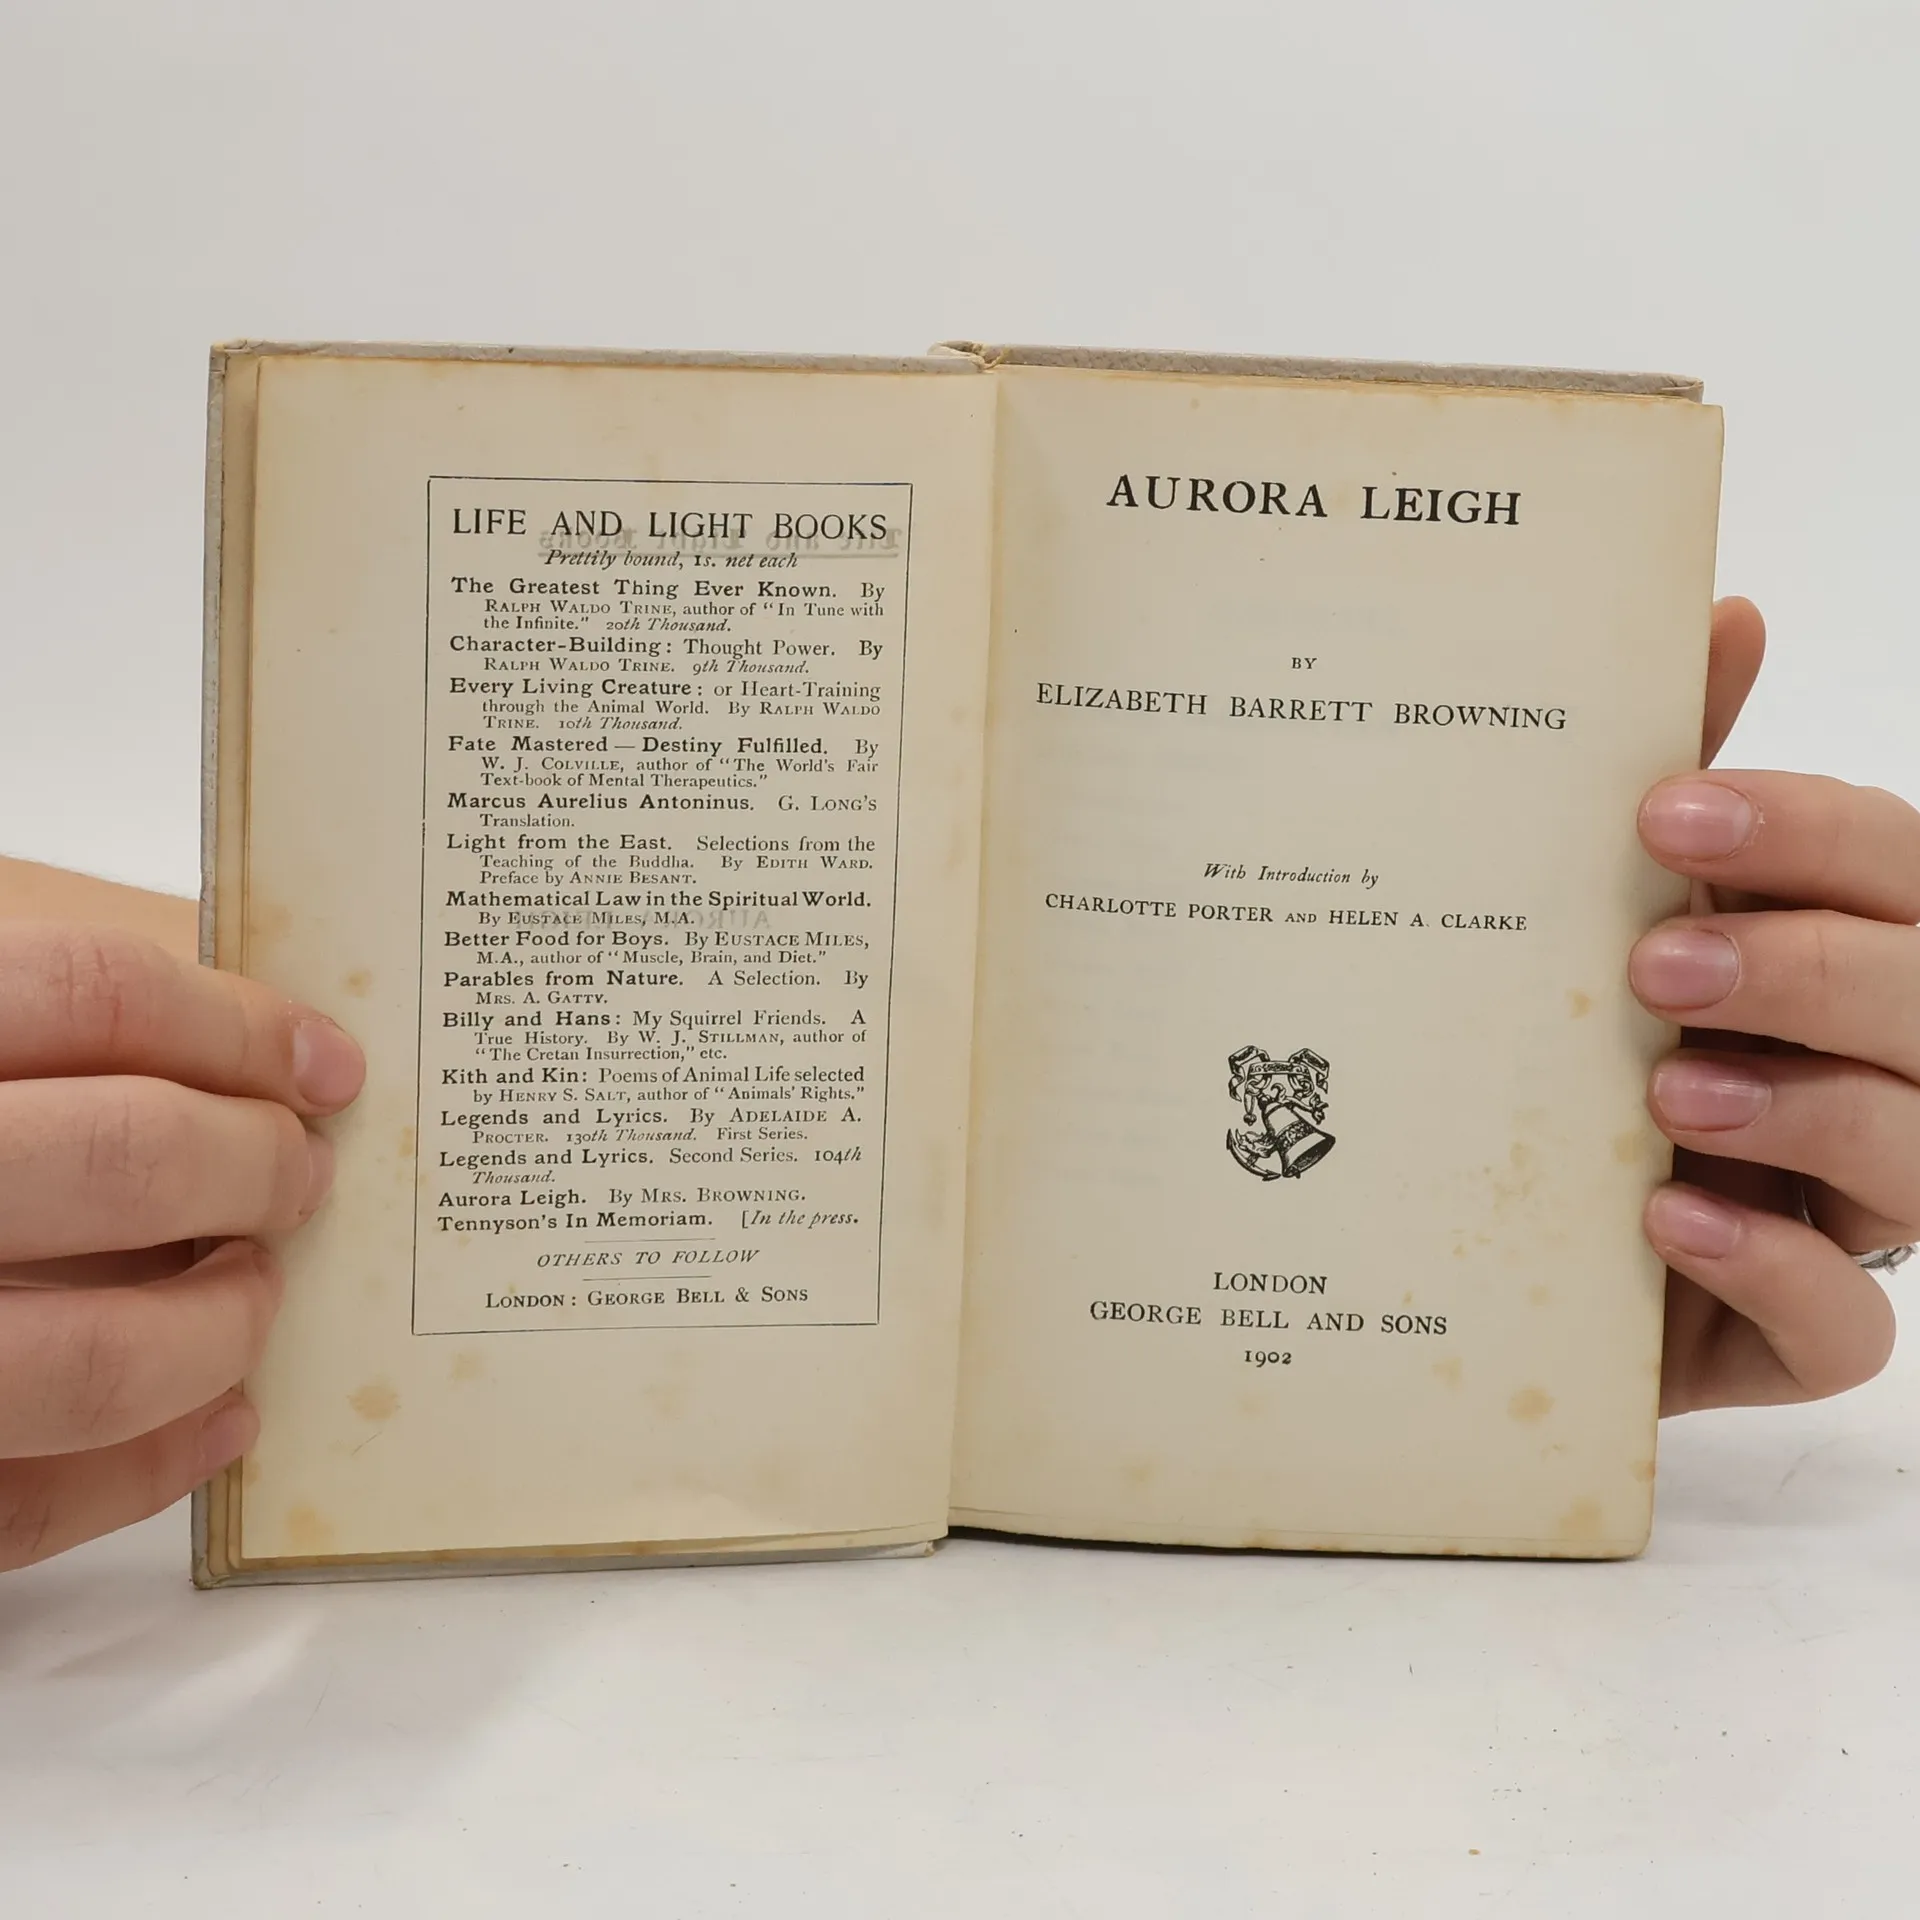 LIFE AND LIGHT BOOKS
Prettily bound, 1s. net each
The Greatest Thing Ever Known. By
RALPH WALDO TRINE, author of "In Tune with
the Infinite." 20th Thousand.
Character-Building: Thought Power. By
RALPH WALDO TRINE. 9th Thousand.
Every Living Creature: or Heart-Training
through the Animal World. By RALPH WALDO
TRINE. 10th Thousand.
Fate Mastered — Destiny Fulfilled. By
W. J. COLVILLE, author of "The World's Fair
Text-book of Mental Therapeutics."
Marcus Aurelius Antoninus. G. LONG'S
Translation.
Light from the East. Selections from the
Teaching of the Buddha. By EDITH WARD.
Preface by ANNIE BESANT.
Mathematical Law in the Spiritual World.
By EUSTACE MILES, M.A.
Better Food for Boys. By EUSTACE MILES,
M.A., author of "Muscle, Brain, and Diet."
Parables from Nature. A Selection. By
MRS. A. GATTY.
Billy and Hans: My Squirrel Friends. A
True History. By W. J. STILLMAN, author of
"The Cretan Insurrection," etc.
Kith and Kin: Poems of Animal Life selected
by HENRY S. SALT, author of "Animals' Rights."
Legends and Lyrics. By ADELAIDE A.
PROCTER. 130th Thousand. First Series.
Legends and Lyrics. Second Series. 104th
Thousand.
Aurora Leigh. By MRS. BROWNING.
Tennyson's In Memoriam. [In the press.
OTHERS TO FOLLOW
LONDON: GEORGE BELL & SONS
AURORA LEIGH
BY
ELIZABETH BARRETT BROWNING
With Introduction by
CHARLOTTE PORTER AND HELEN A. CLARKE
LONDON
GEORGE BELL AND SONS
1902